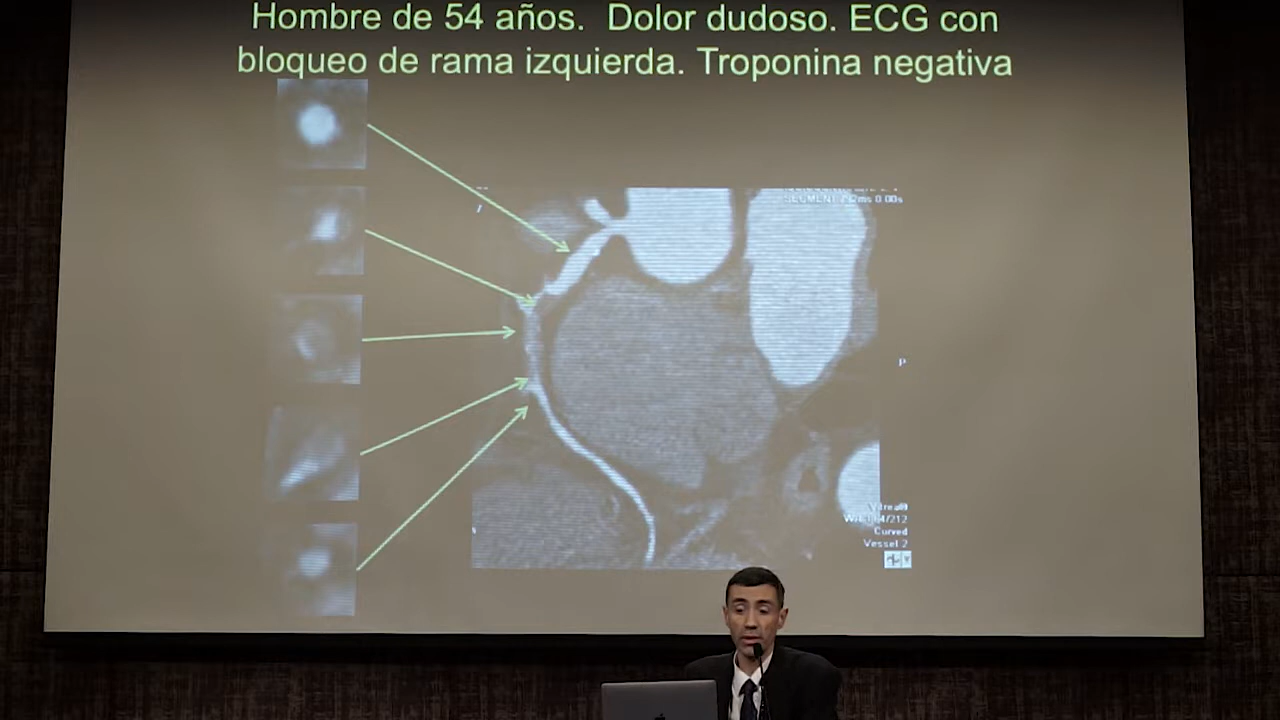 Hombre de 54 años.  Dolor dudoso. ECG con
bloqueo de rama izquierda. Troponina negativa
P
Curved
Vessel 2